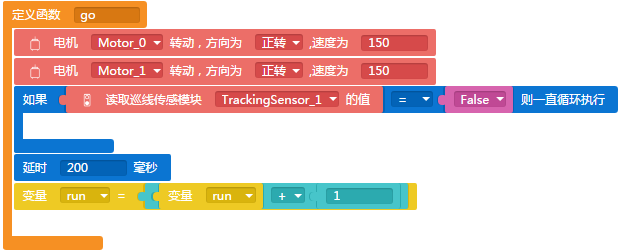 定义函数 go
电机 Motor_0 转动，方向为 正转 ,速度为 150
电机 Motor_1 转动，方向为 正转 ,速度为 150
如果 读取巡线传感模块 TrackingSensor_1 的值 = False 则一直循环执行
延时 200 毫秒
变量 run = 变量 run + 1